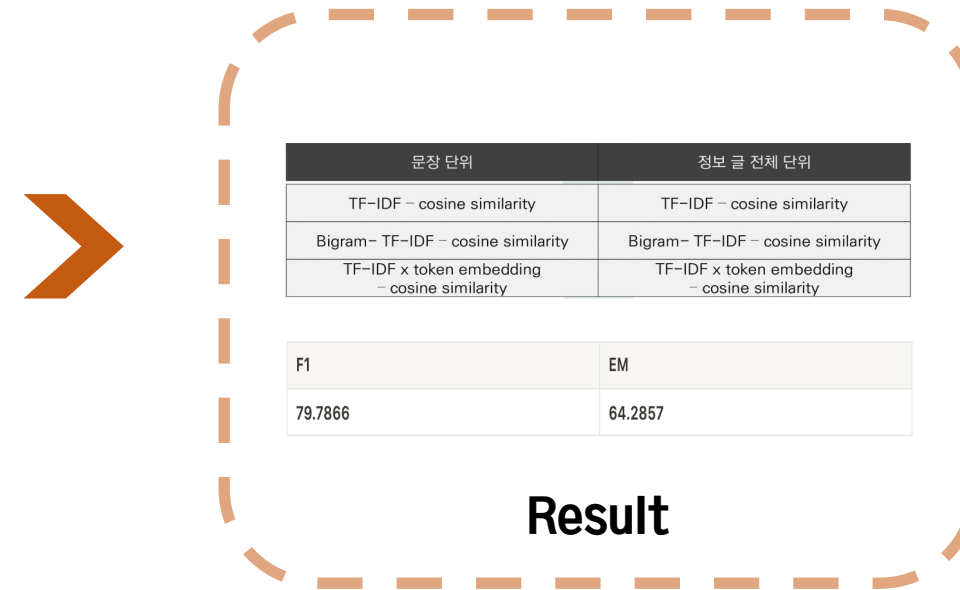 문장 단위 정보 글 전체 단위
TF-IDF – cosine similarity TF-IDF – cosine similarity
Bigram- TF-IDF – cosine similarity Bigram- TF-IDF – cosine similarity
TF-IDF x token embedding TF-IDF x token embedding
– cosine similarity – cosine similarity
F1 EM
79.7866 64.2857
Result